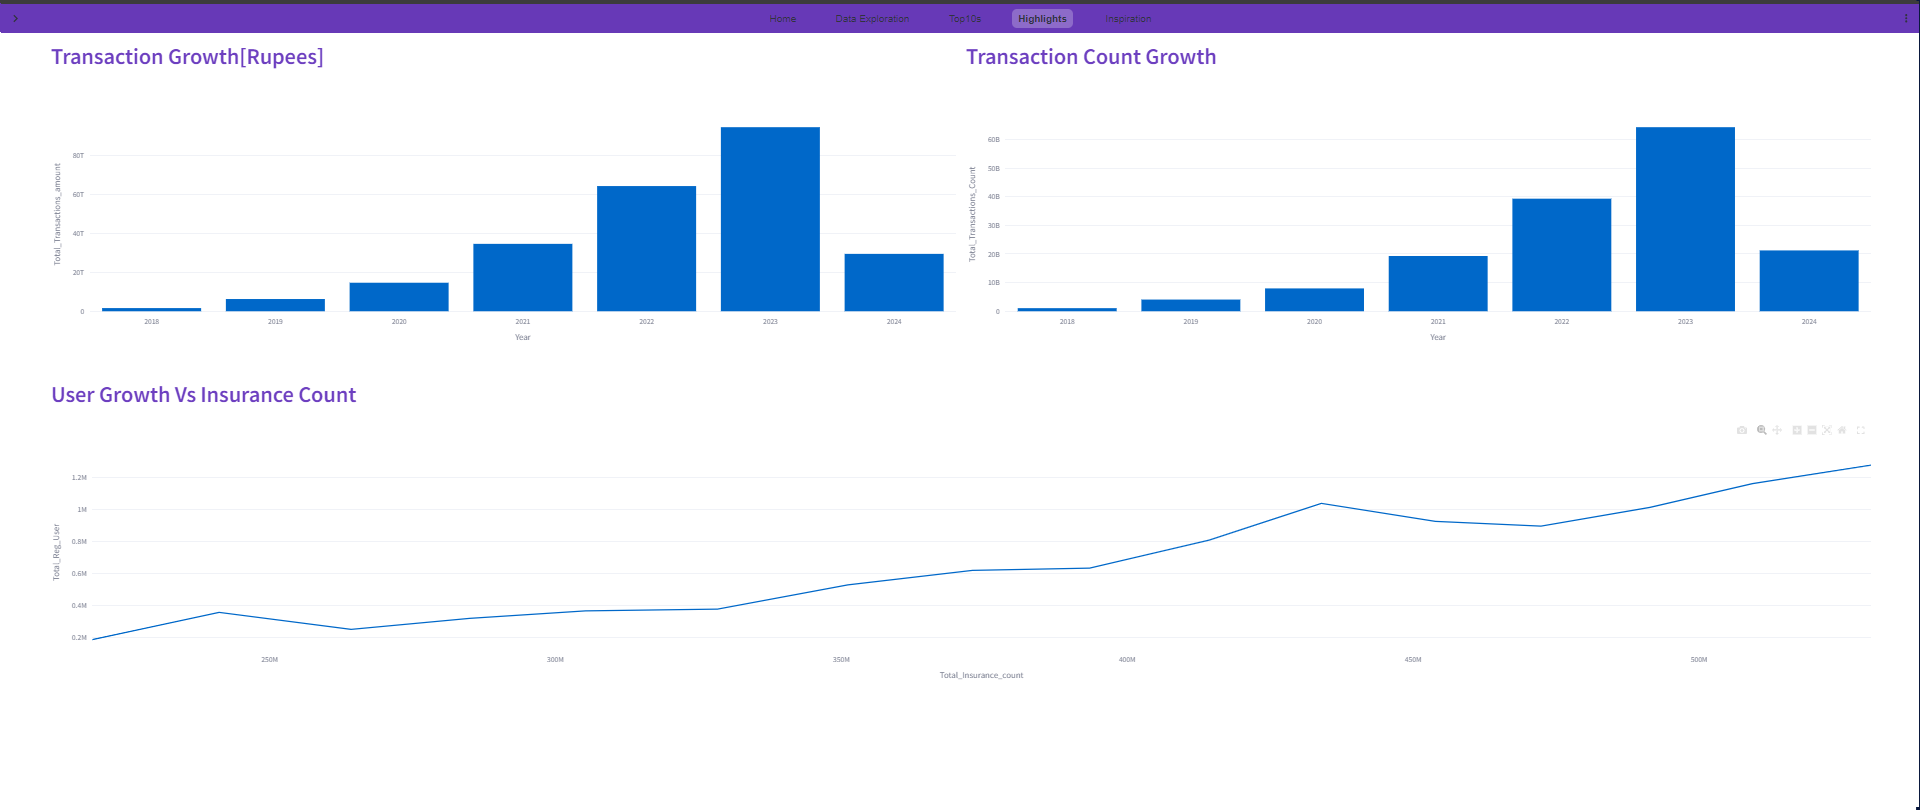 Home Data Exploration Top10s Highlights Inspiration
Transaction Growth[Rupees]
80T
60T
40T
20T
0
Total_Transactions_amount
2018 2019 2020 2021 2022 2023 2024
Year
Transaction Count Growth
60B
50B
40B
30B
20B
10B
0
Total_Transactions_Count
2018 2019 2020 2021 2022 2023 2024
Year
User Growth Vs Insurance Count
1.2M
1M
0.8M
0.6M
0.4M
0.2M
Total_Reg_User
250M 300M 350M 400M 450M 500M
Total_Insurance_count